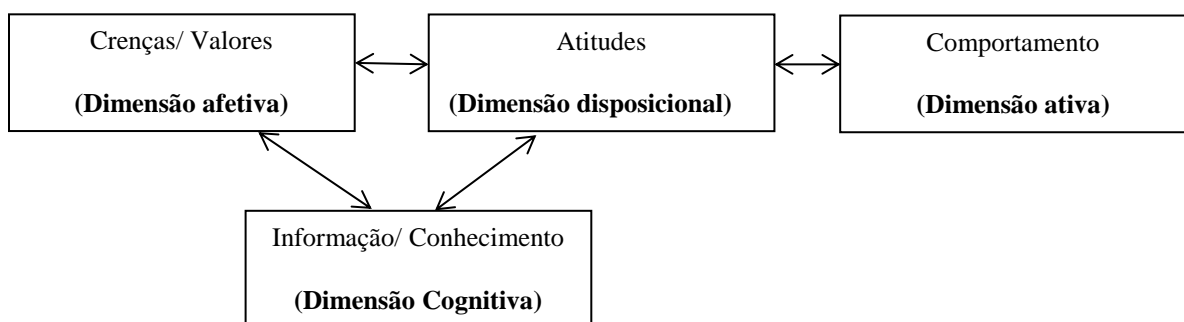 Crenças/ Valores
(Dimensão afetiva)
Atitudes
(Dimensão disposicional)
Comportamento
(Dimensão ativa)
Informação/ Conhecimento
(Dimensão Cognitiva)